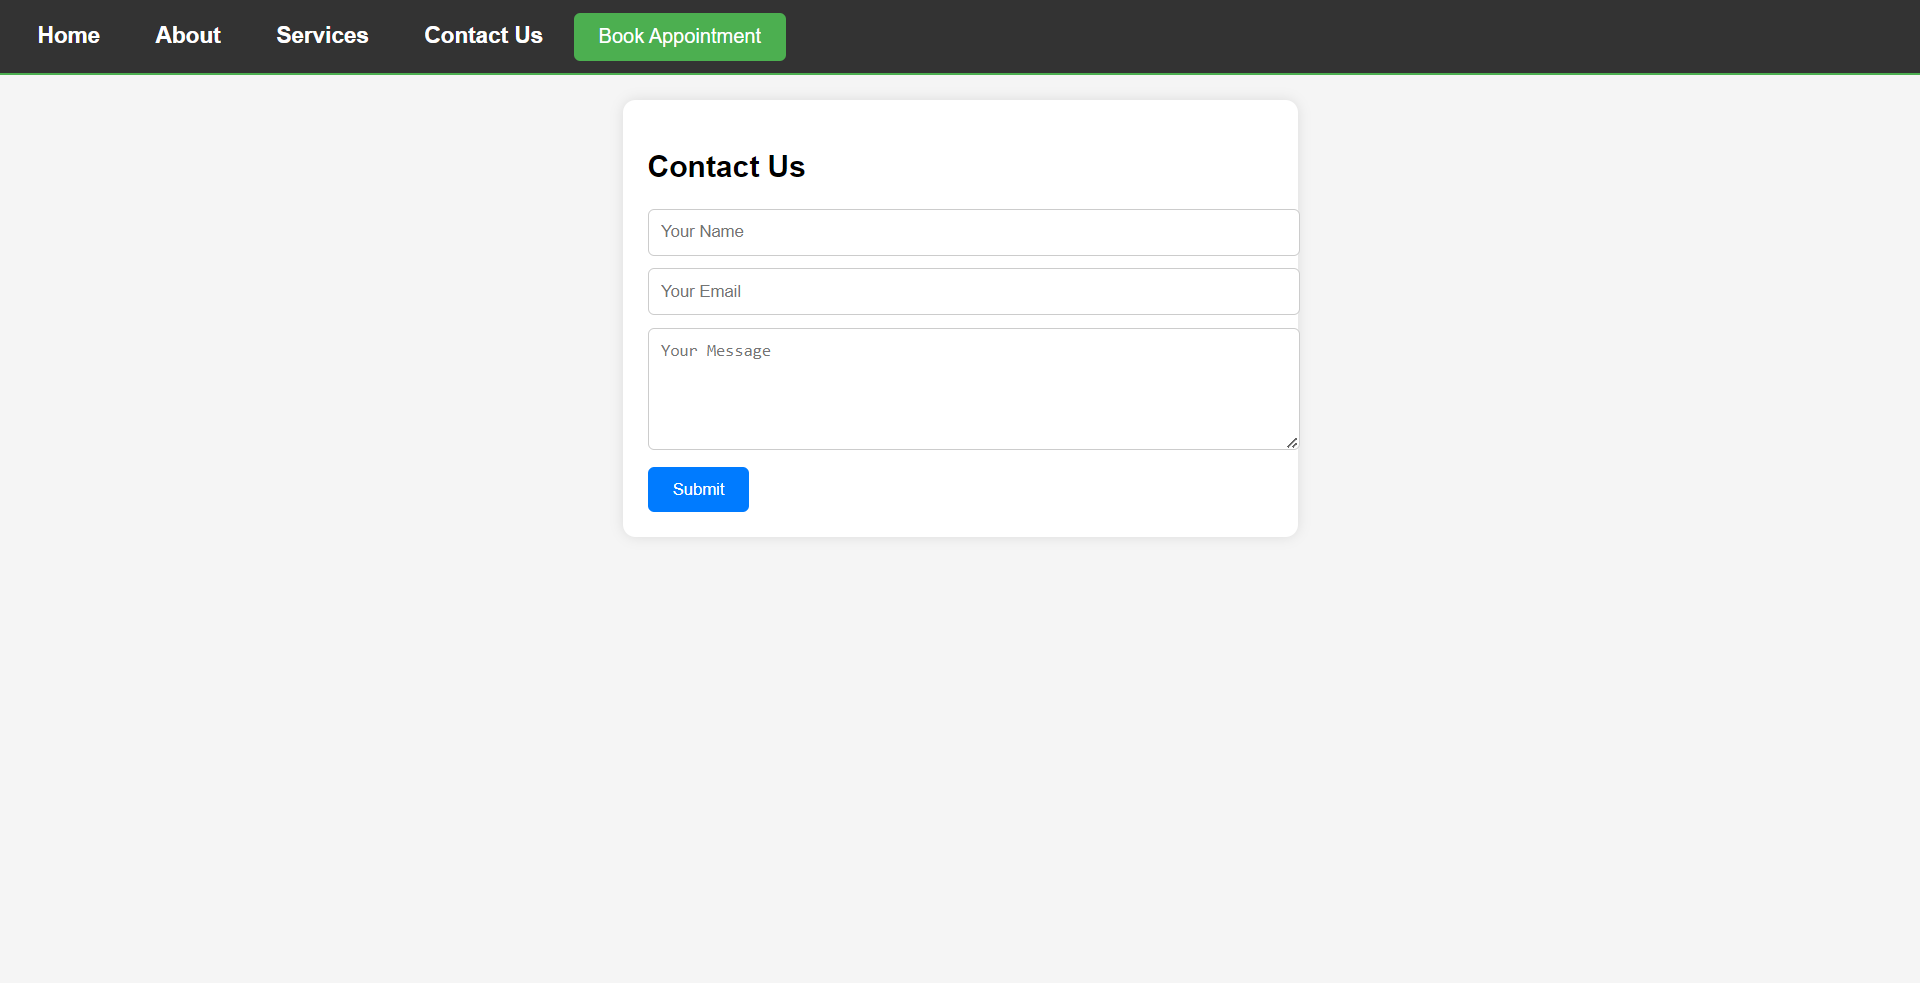 Home About Services Contact Us Book Appointment
Contact Us
Your Name
Your Email
Your Message
Submit